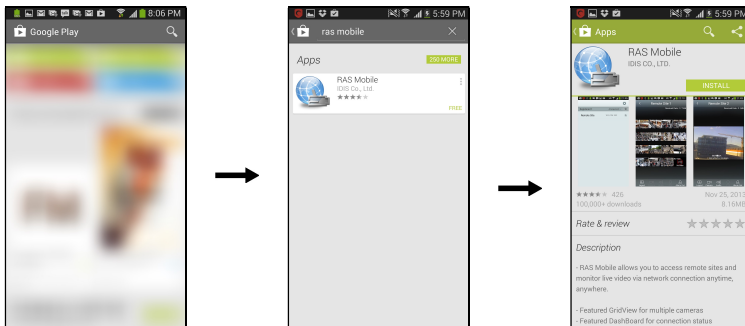 8:06 PM
Google Play
5:59 PM
ras mobile
Apps
250 MORE
RAS Mobile
IDIS Co., Ltd.
FREE
5:59 PM
Apps
RAS Mobile
IDIS CO., LTD.
INSTALL
426
Nov 25, 2013
100,000+ downloads
8.16MB
Rate & review
Description
- RAS Mobile allows you to access remote sites and
monitor live video via network connection anytime,
anywhere.
- Featured GridView for multiple cameras
- Featured DashBoard for connection status